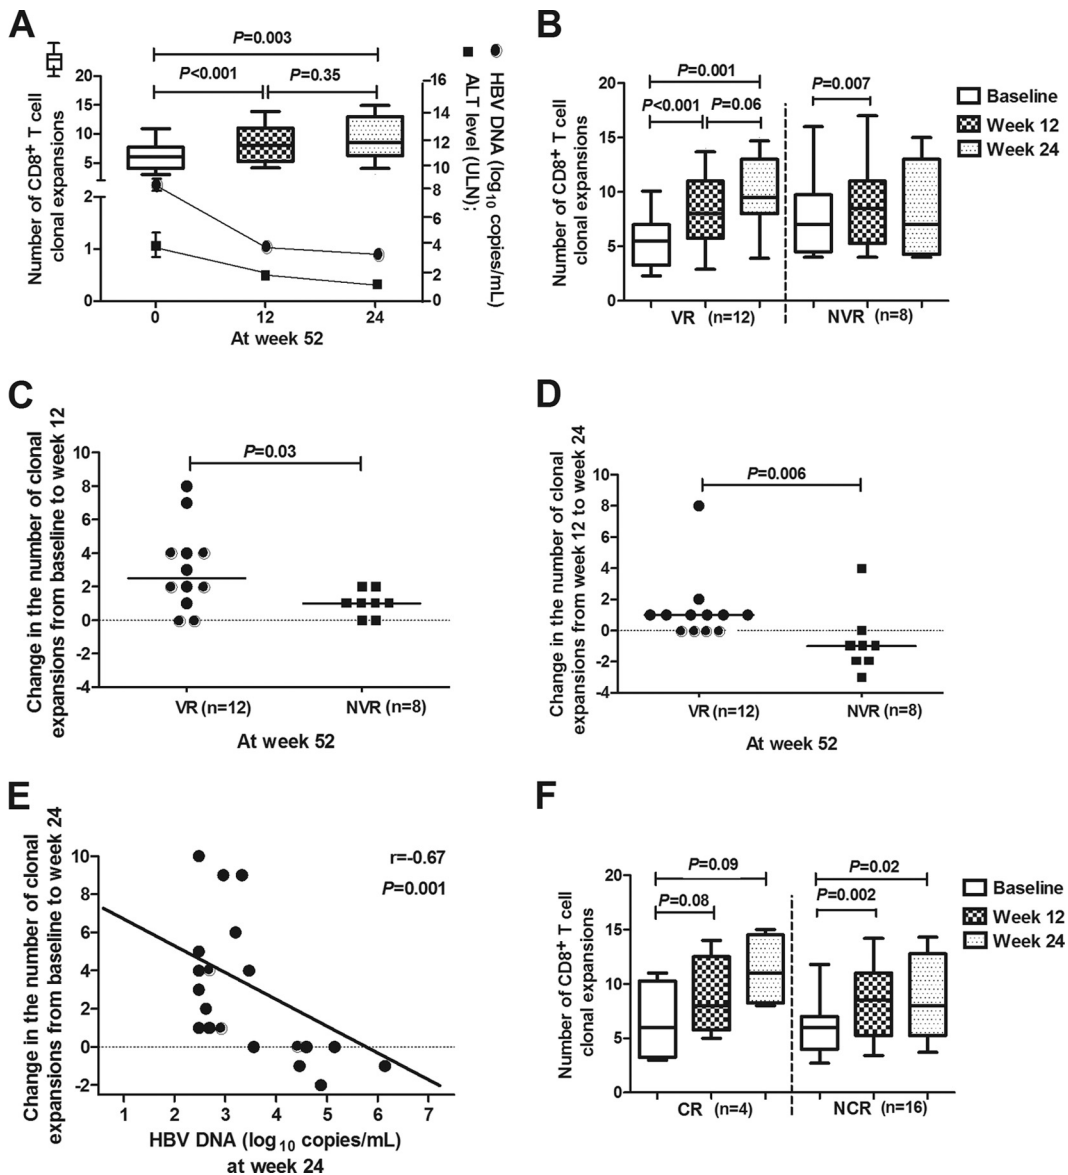 A
P=0.003
P<0.001
P=0.35
Number of CD8+ T cell
clonal expansions
20
15
10
5
2
1
0
16
14
12
10
8
6
4
2
0
HBV DNA (log10 copies/mL)
ALT level (ULN);
0
12
24
At week 52
B
P=0.001
P<0.001
P=0.06
P=0.007
Baseline
Week 12
Week 24
Number of CD8+ T cell
clonal expansions
20
15
10
5
0
VR (n=12)
NVR (n=8)
C
P=0.03
Change in the number of clonal
expansions from baseline to week 12
10
8
6
4
2
0
-2
-4
VR (n=12)
NVR (n=8)
At week 52
D
P=0.006
Change in the number of clonal
expansions from week 12 to week 24
10
8
6
4
2
0
-2
-4
VR (n=12)
NVR (n=8)
At week 52
E
r=-0.67
P=0.001
Change in the number of clonal
expansions from baseline to week 24
10
8
6
4
2
0
-2
1
2
3
4
5
6
7
HBV DNA (log10 copies/mL)
at week 24
F
P=0.09
P=0.08
P=0.02
P=0.002
Baseline
Week 12
Week 24
Number of CD8+ T cell
clonal expansions
20
15
10
5
0
CR (n=4)
NCR (n=16)